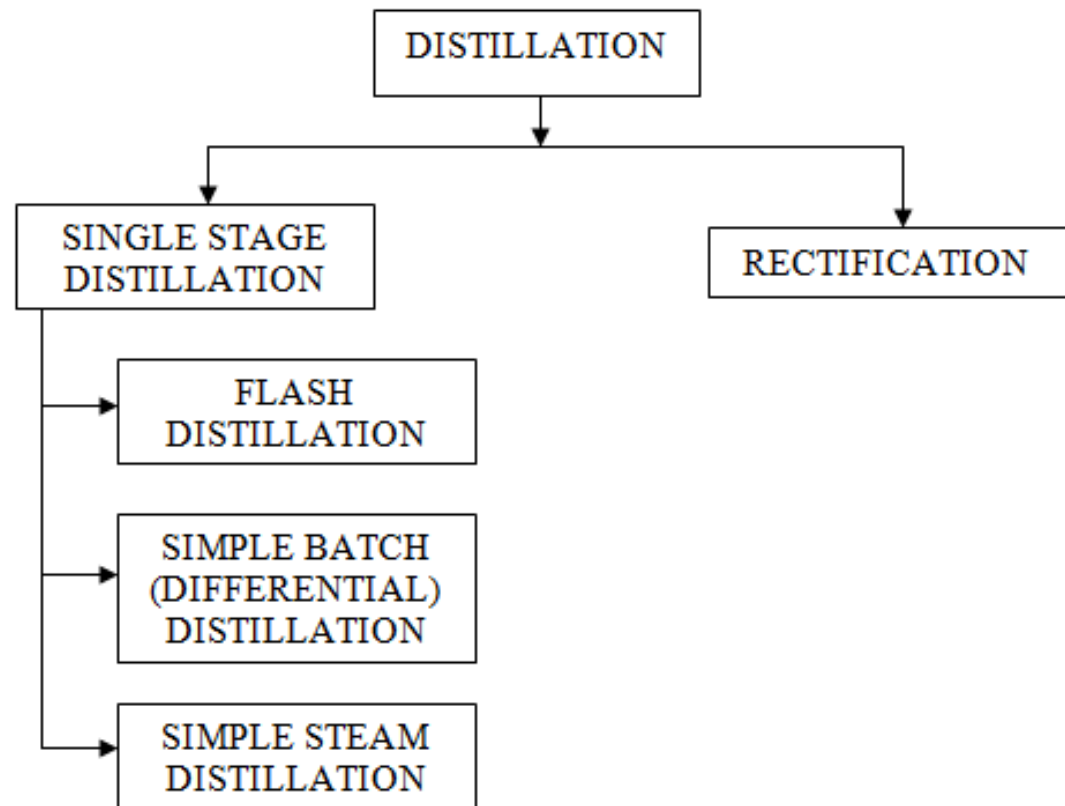 DISTILLATION
SINGLE STAGE
DISTILLATION
RECTIFICATION
FLASH
DISTILLATION
SIMPLE BATCH
(DIFFERENTIAL)
DISTILLATION
SIMPLE STEAM
DISTILLATION